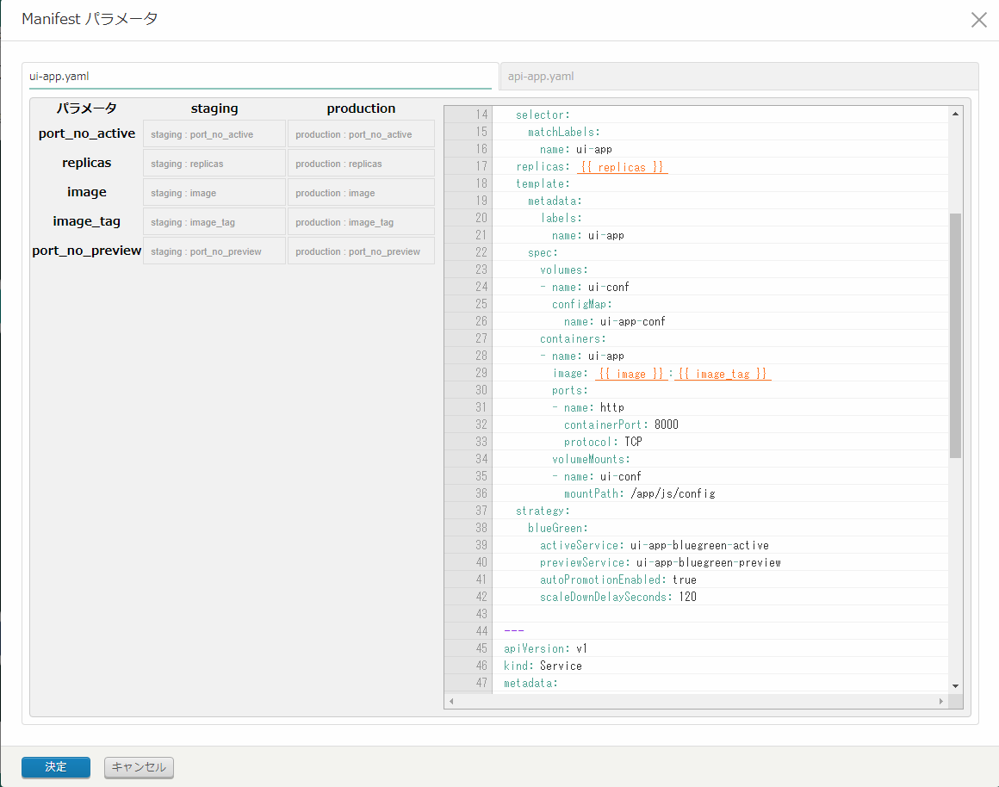 Manifest パラメータ
ui-app.yaml
api-app.yaml
パラメータ staging production
port_no_active staging : port_no_active production : port_no_active
replicas staging : replicas production : replicas
image staging : image production : image
image_tag staging : image_tag production : image_tag
port_no_preview staging : port_no_preview production : port_no_preview
14 selector:
15 matchLabels:
16 name: ui-app
17 replicas: {{ replicas }}
18 template:
19 metadata:
20 labels:
21 name: ui-app
22 spec:
23 volumes:
24 - name: ui-conf
25 configMap:
26 name: ui-app-conf
27 containers:
28 - name: ui-app
29 image: {{ image }}:{{ image_tag }}
30 ports:
31 - name: http
32 containerPort: 8000
33 protocol: TCP
34 volumeMounts:
35 - name: ui-conf
36 mountPath: /app/js/config
37 strategy:
38 blueGreen:
39 activeService: ui-app-bluegreen-active
40 previewService: ui-app-bluegreen-preview
41 autoPromotionEnabled: true
42 scaleDownDelaySeconds: 120
43
44 ---
45 apiVersion: v1
46 kind: Service
47 metadata:
決定 キャンセル